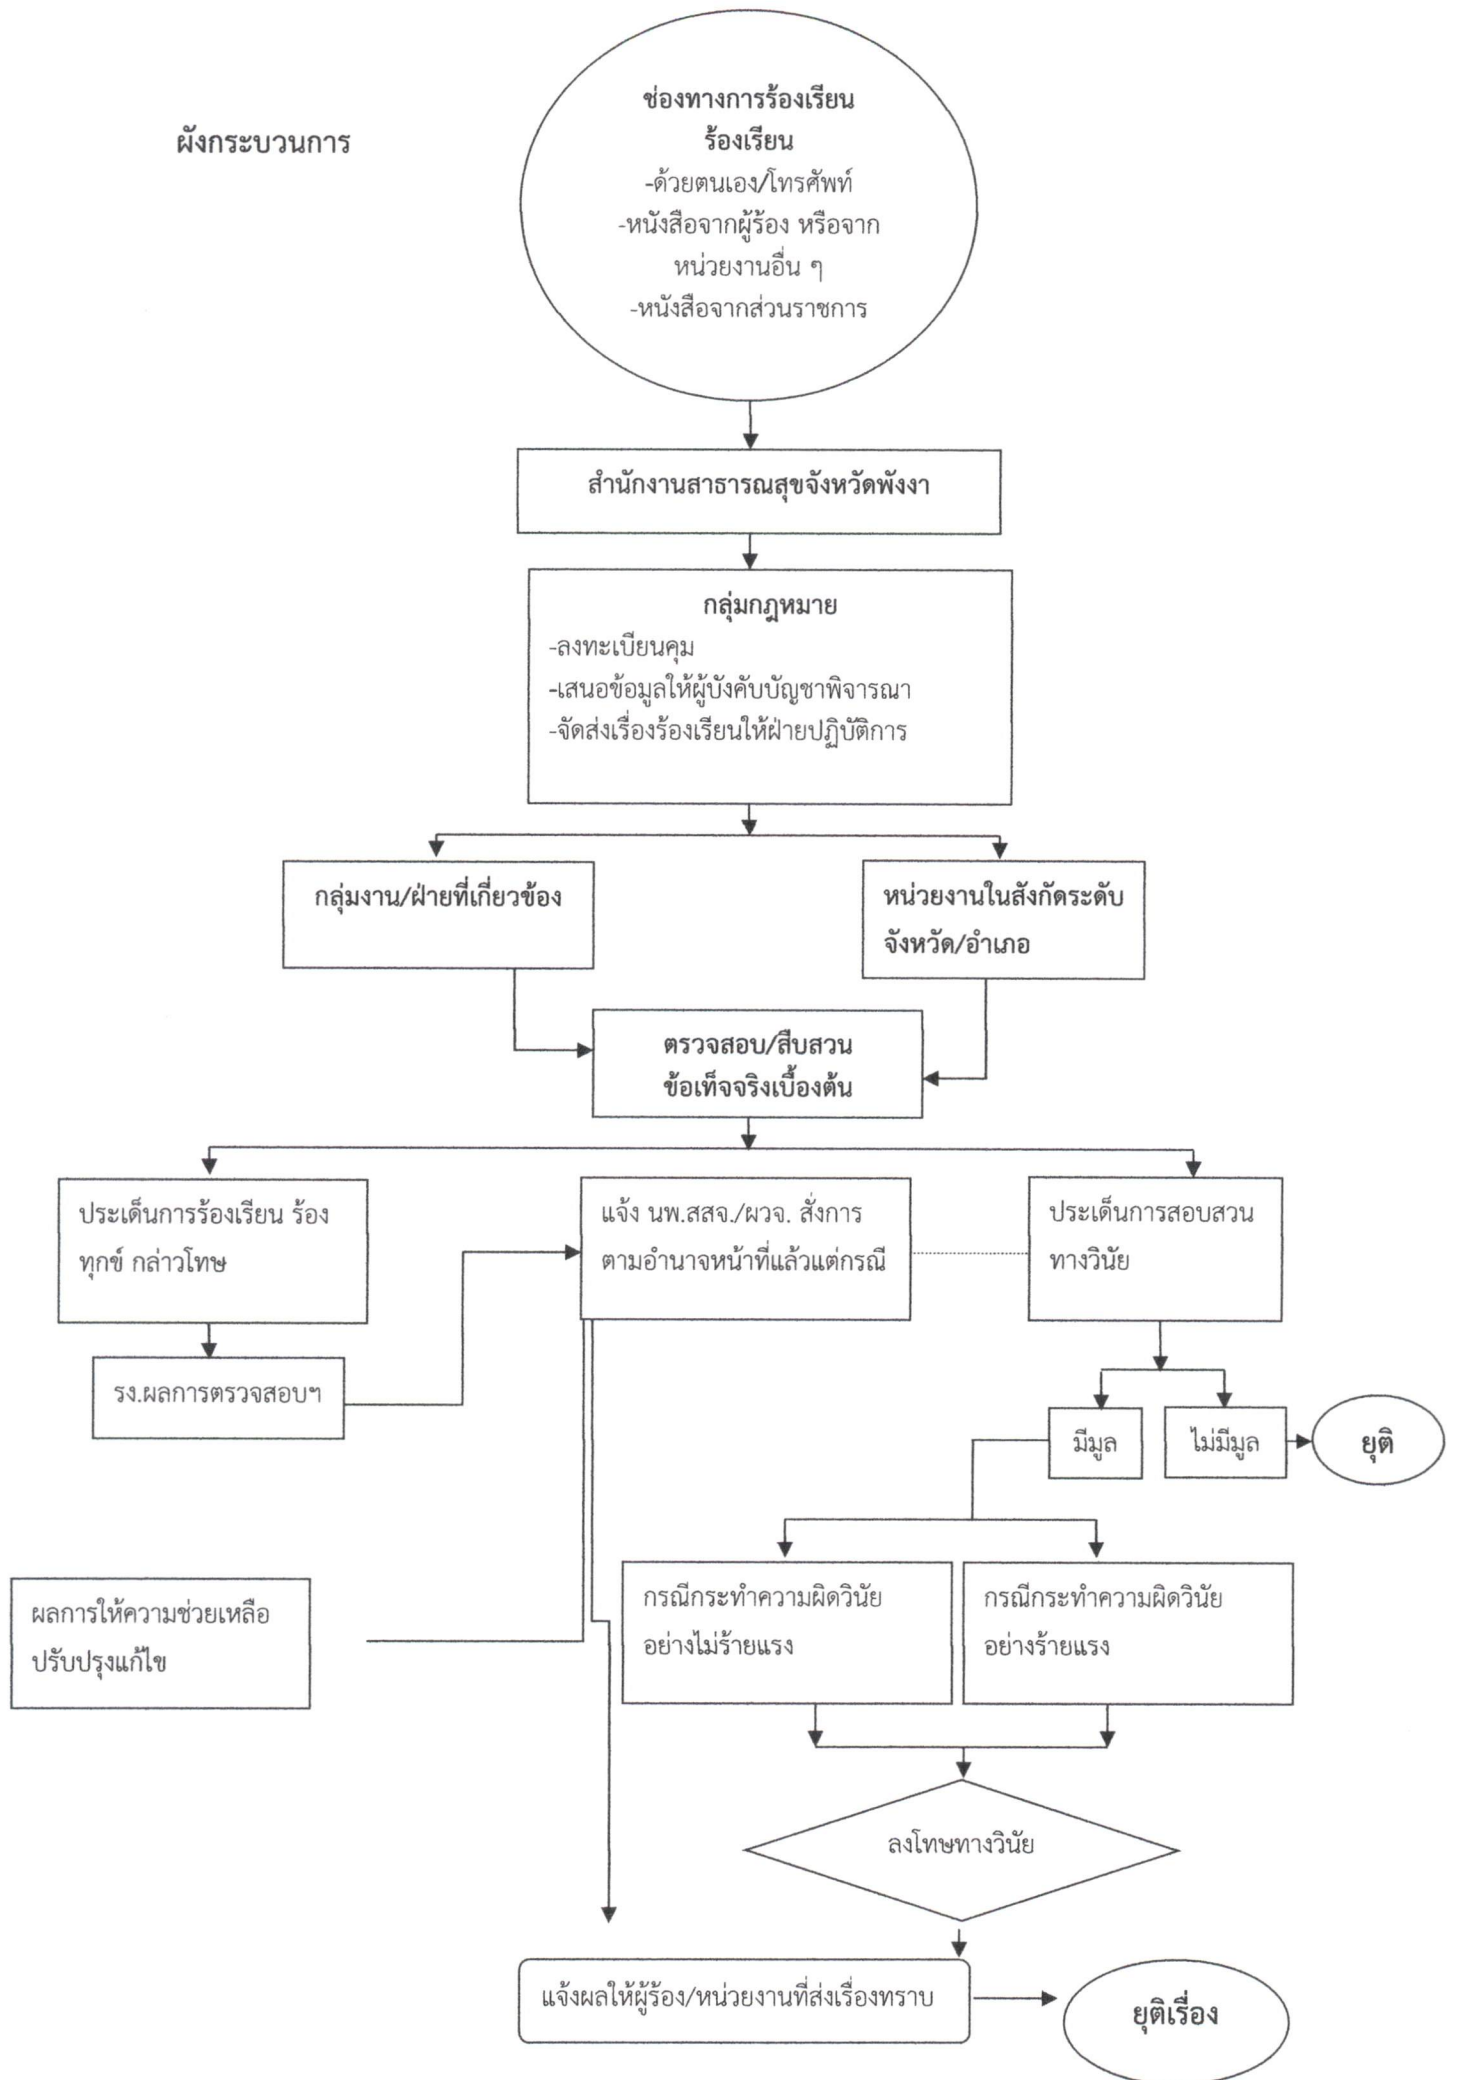 ผังกระบวนการ
ช่องทางการร้องเรียน
ร้องเรียน
-ด้วยตนเอง/โทรศัพท์
-หนังสือจากผู้ร้อง หรือจาก
หน่วยงานอื่น ๆ
-หนังสือจากส่วนราชการ
สำนักงานสาธารณสุขจังหวัดพังงา
กลุ่มกฎหมาย
-ลงทะเบียนคุม
-เสนอข้อมูลให้ผู้บังคับบัญชาพิจารณา
-จัดส่งเรื่องร้องเรียนให้ฝ่ายปฏิบัติการ
กลุ่มงาน/ฝ่ายที่เกี่ยวข้อง
หน่วยงานในสังกัดระดับ
จังหวัด/อำเภอ
ตรวจสอบ/สืบสวน
ข้อเท็จจริงเบื้องต้น
ประเด็นการร้องเรียน ร้อง
ทุกข์ กล่าวโทษ
แจ้ง นพ.สสจ./ผวจ. สั่งการ
ตามอำนาจหน้าที่แล้วแต่กรณี
ประเด็นการสอบสวน
ทางวินัย
รง.ผลการตรวจสอบฯ
มีมูล
ไม่มีมูล
ยุติ
ผลการให้ความช่วยเหลือ
ปรับปรุงแก้ไข
กรณีกระทำความผิดวินัย
อย่างไม่ร้ายแรง
กรณีกระทำความผิดวินัย
อย่างร้ายแรง
ลงโทษทางวินัย
แจ้งผลให้ผู้ร้อง/หน่วยงานที่ส่งเรื่องทราบ
ยุติเรื่อง